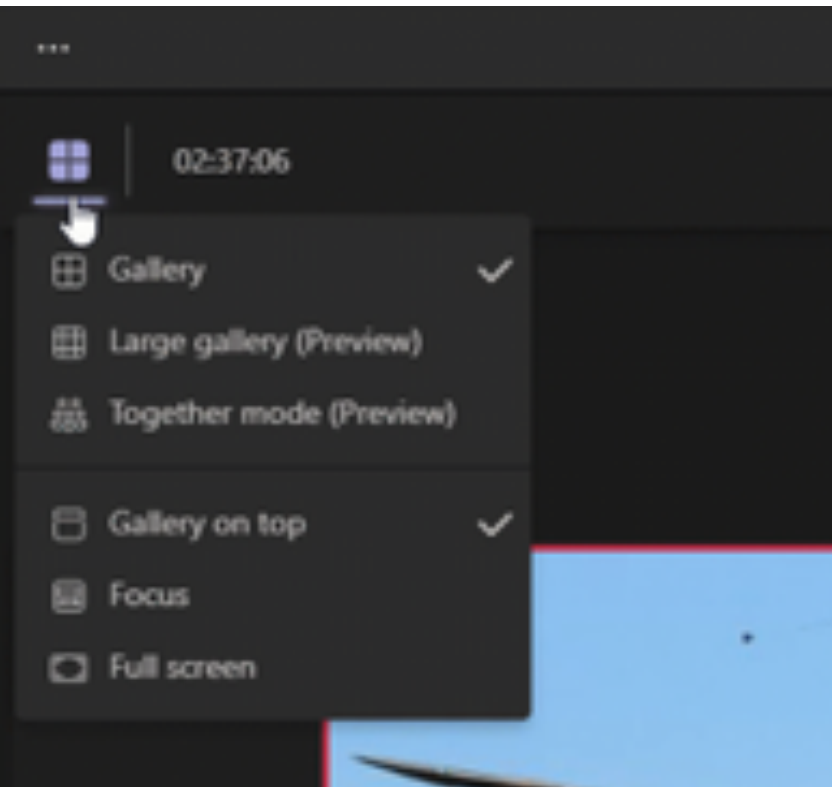 ...
02:37:06
Gallery
Large gallery (Preview)
Together mode (Preview)
Gallery on top
Focus
Full screen